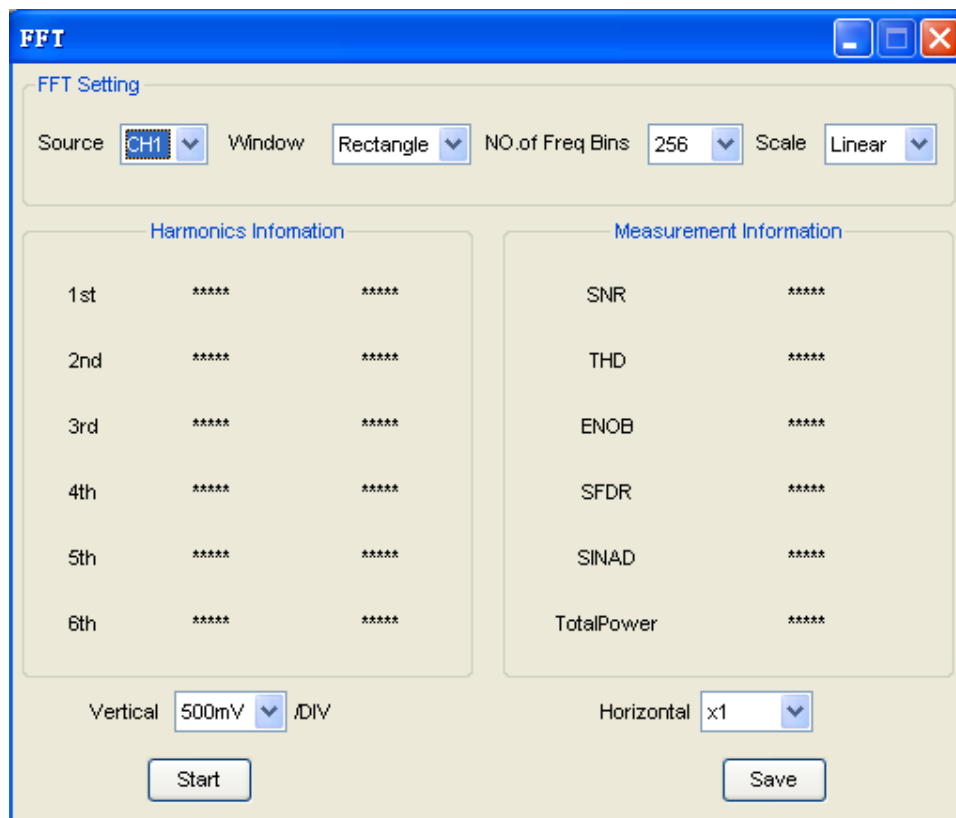 FFT
FFT Setting
Source CH1 Window Rectangle NO.of Freq Bins 256 Scale Linear
Harmonics Infomation
1st ***** *****
2nd ***** *****
3rd ***** *****
4th ***** *****
5th ***** *****
6th ***** *****
Measurement Information
SNR *****
THD *****
ENOB *****
SFDR *****
SINAD *****
TotalPower *****
Vertical 500mV /DIV Horizontal x1
Start Save